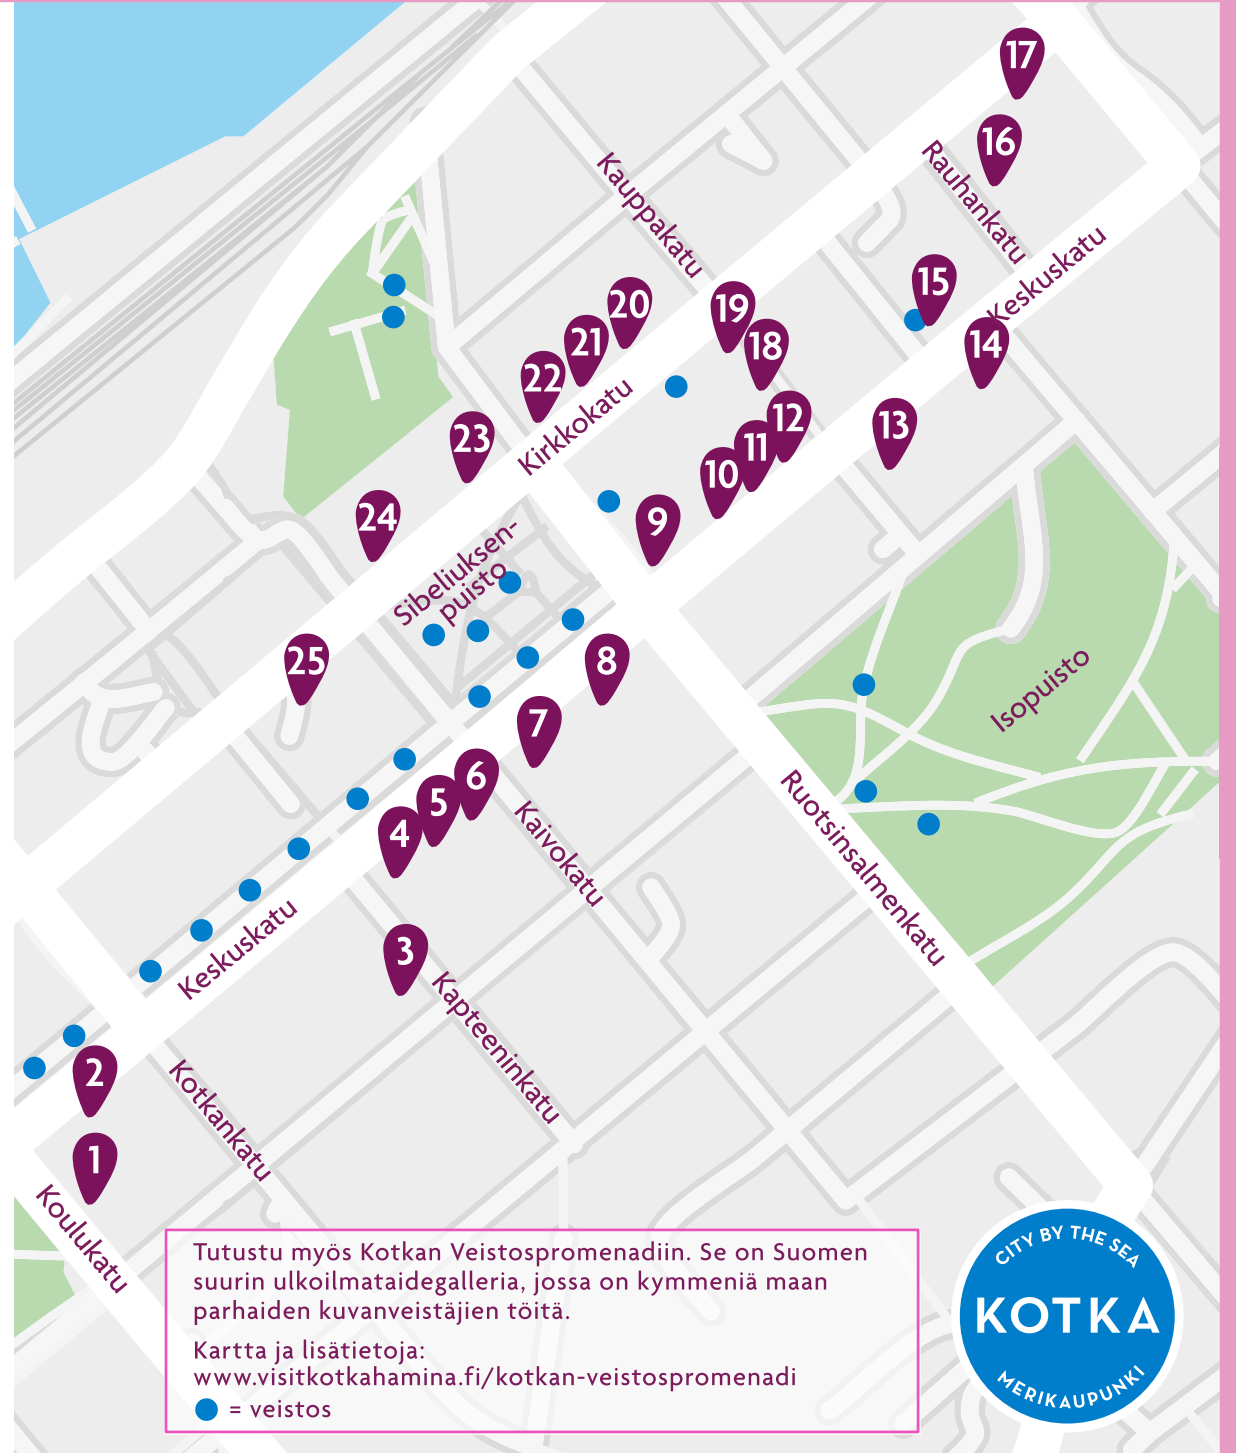 17
16
Rauhankatu
Kauppakatu
Keskuskatu
15
14
20
19
21
18
22
Kirkkokatu
12
13
23
11
10
24
9
Sibeliuksen-
puisto
25
8
Isopuisto
7
6
5
4
Kaivokatu
Ruotsinsalmenkatu
Keskuskatu
3
Kapteeninkatu
2
Kotkankatu
1
Koulukatu
Tutustu myös Kotkan Veistospromenadiin. Se on Suomen
suurin ulkoilmataidegalleria, jossa on kymmeniä maan
parhaiden kuvanveistäjien töitä.
Kartta ja lisätietoja:
www.visitkotkahamina.fi/kotkan-veistospromenadi
= veistos
CITY BY THE SEA
KOTKA
MERIKAUPUNKI